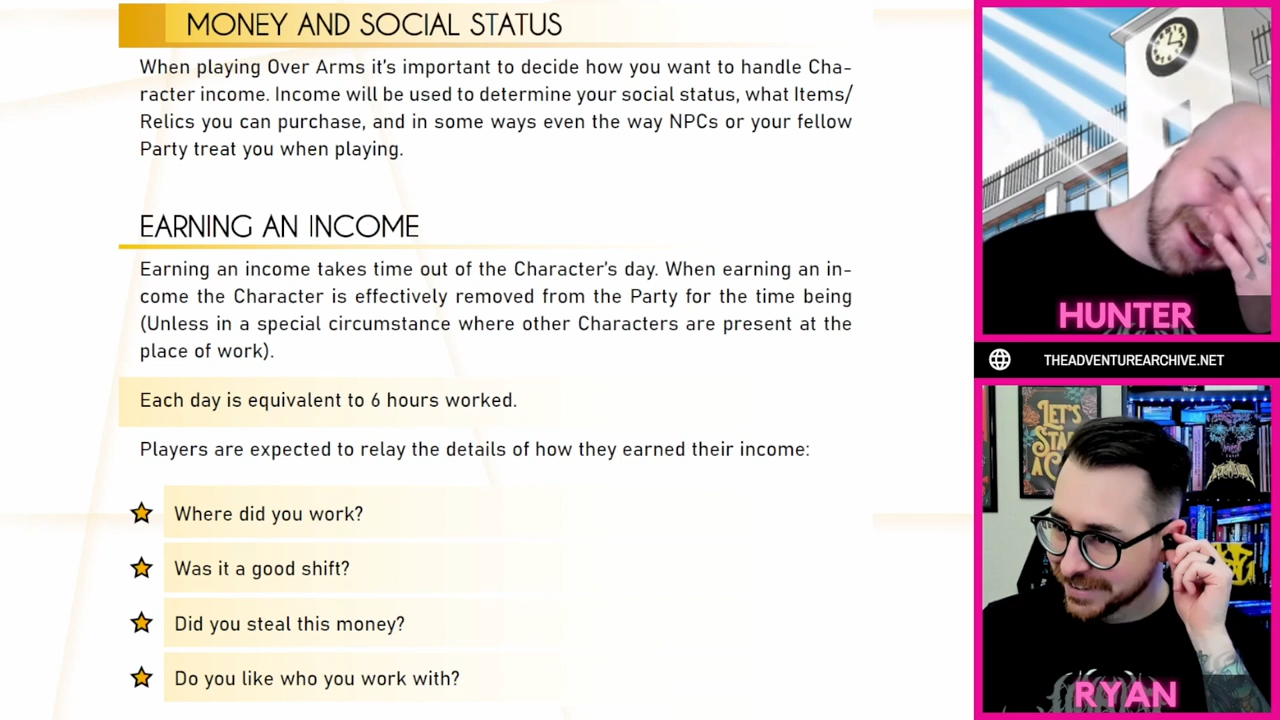 MONEY AND SOCIAL STATUS
When playing Over Arms it's important to decide how you want to handle Cha-
racter income. Income will be used to determine your social status, what Items/
Relics you can purchase, and in some ways even the way NPCs or your fellow
Party treat you when playing.
EARNING AN INCOME
Earning an income takes time out of the Character's day. When earning an in-
come the Character is effectively removed from the Party for the time being
(Unless in a special circumstance where other Characters are present at the
place of work).
Each day is equivalent to 6 hours worked.
Players are expected to relay the details of how they earned their income:
Where did you work?
Was it a good shift?
Did you steal this money?
Do you like who you work with?
HUNTER
THEADVENTUREARCHIVE.NET
LET'S
RYAN